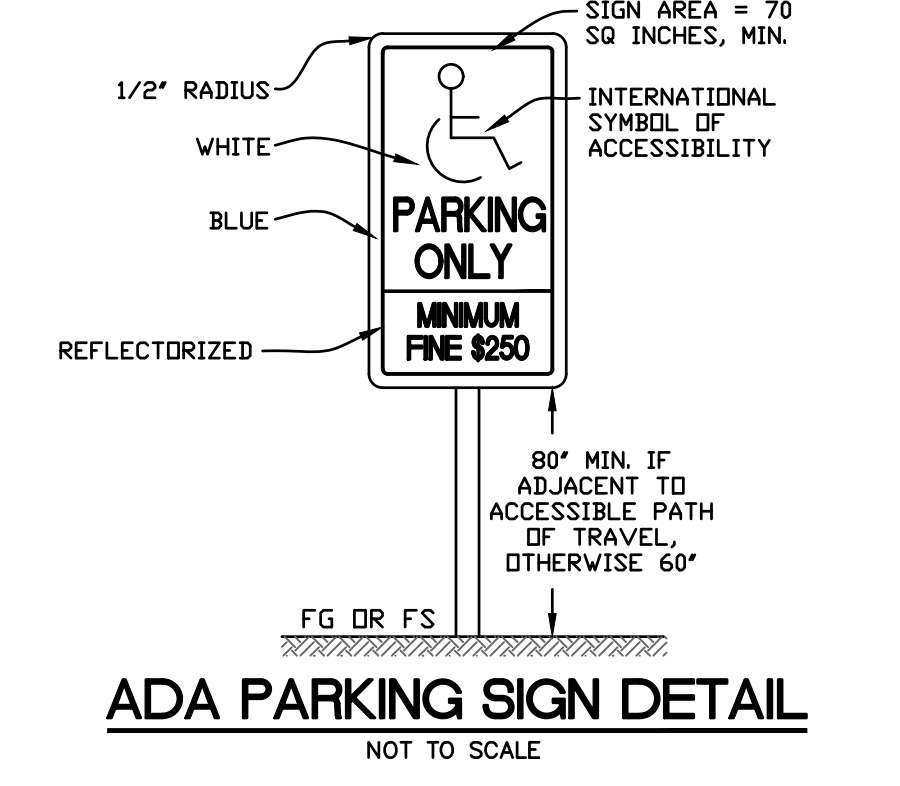 SIGN AREA = 70
SQ INCHES, MIN.
1/2" RADIUS
INTERNATIONAL
SYMBOL OF
ACCESSIBILITY
WHITE
BLUE
PARKING
ONLY
MINIMUM
FINE $250
REFLECTORIZED
80" MIN. IF
ADJACENT TO
ACCESSIBLE PATH
OF TRAVEL,
OTHERWISE 60"
FG OR FS
ADA PARKING SIGN DETAIL
NOT TO SCALE